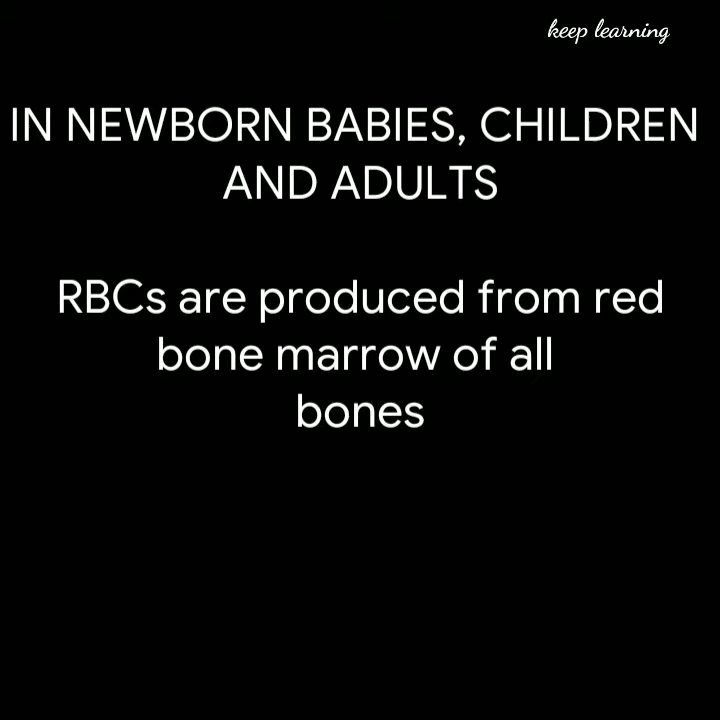 keep learning
IN NEWBORN BABIES, CHILDREN
AND ADULTS
RBCs are produced from red
bone marrow of all
bones